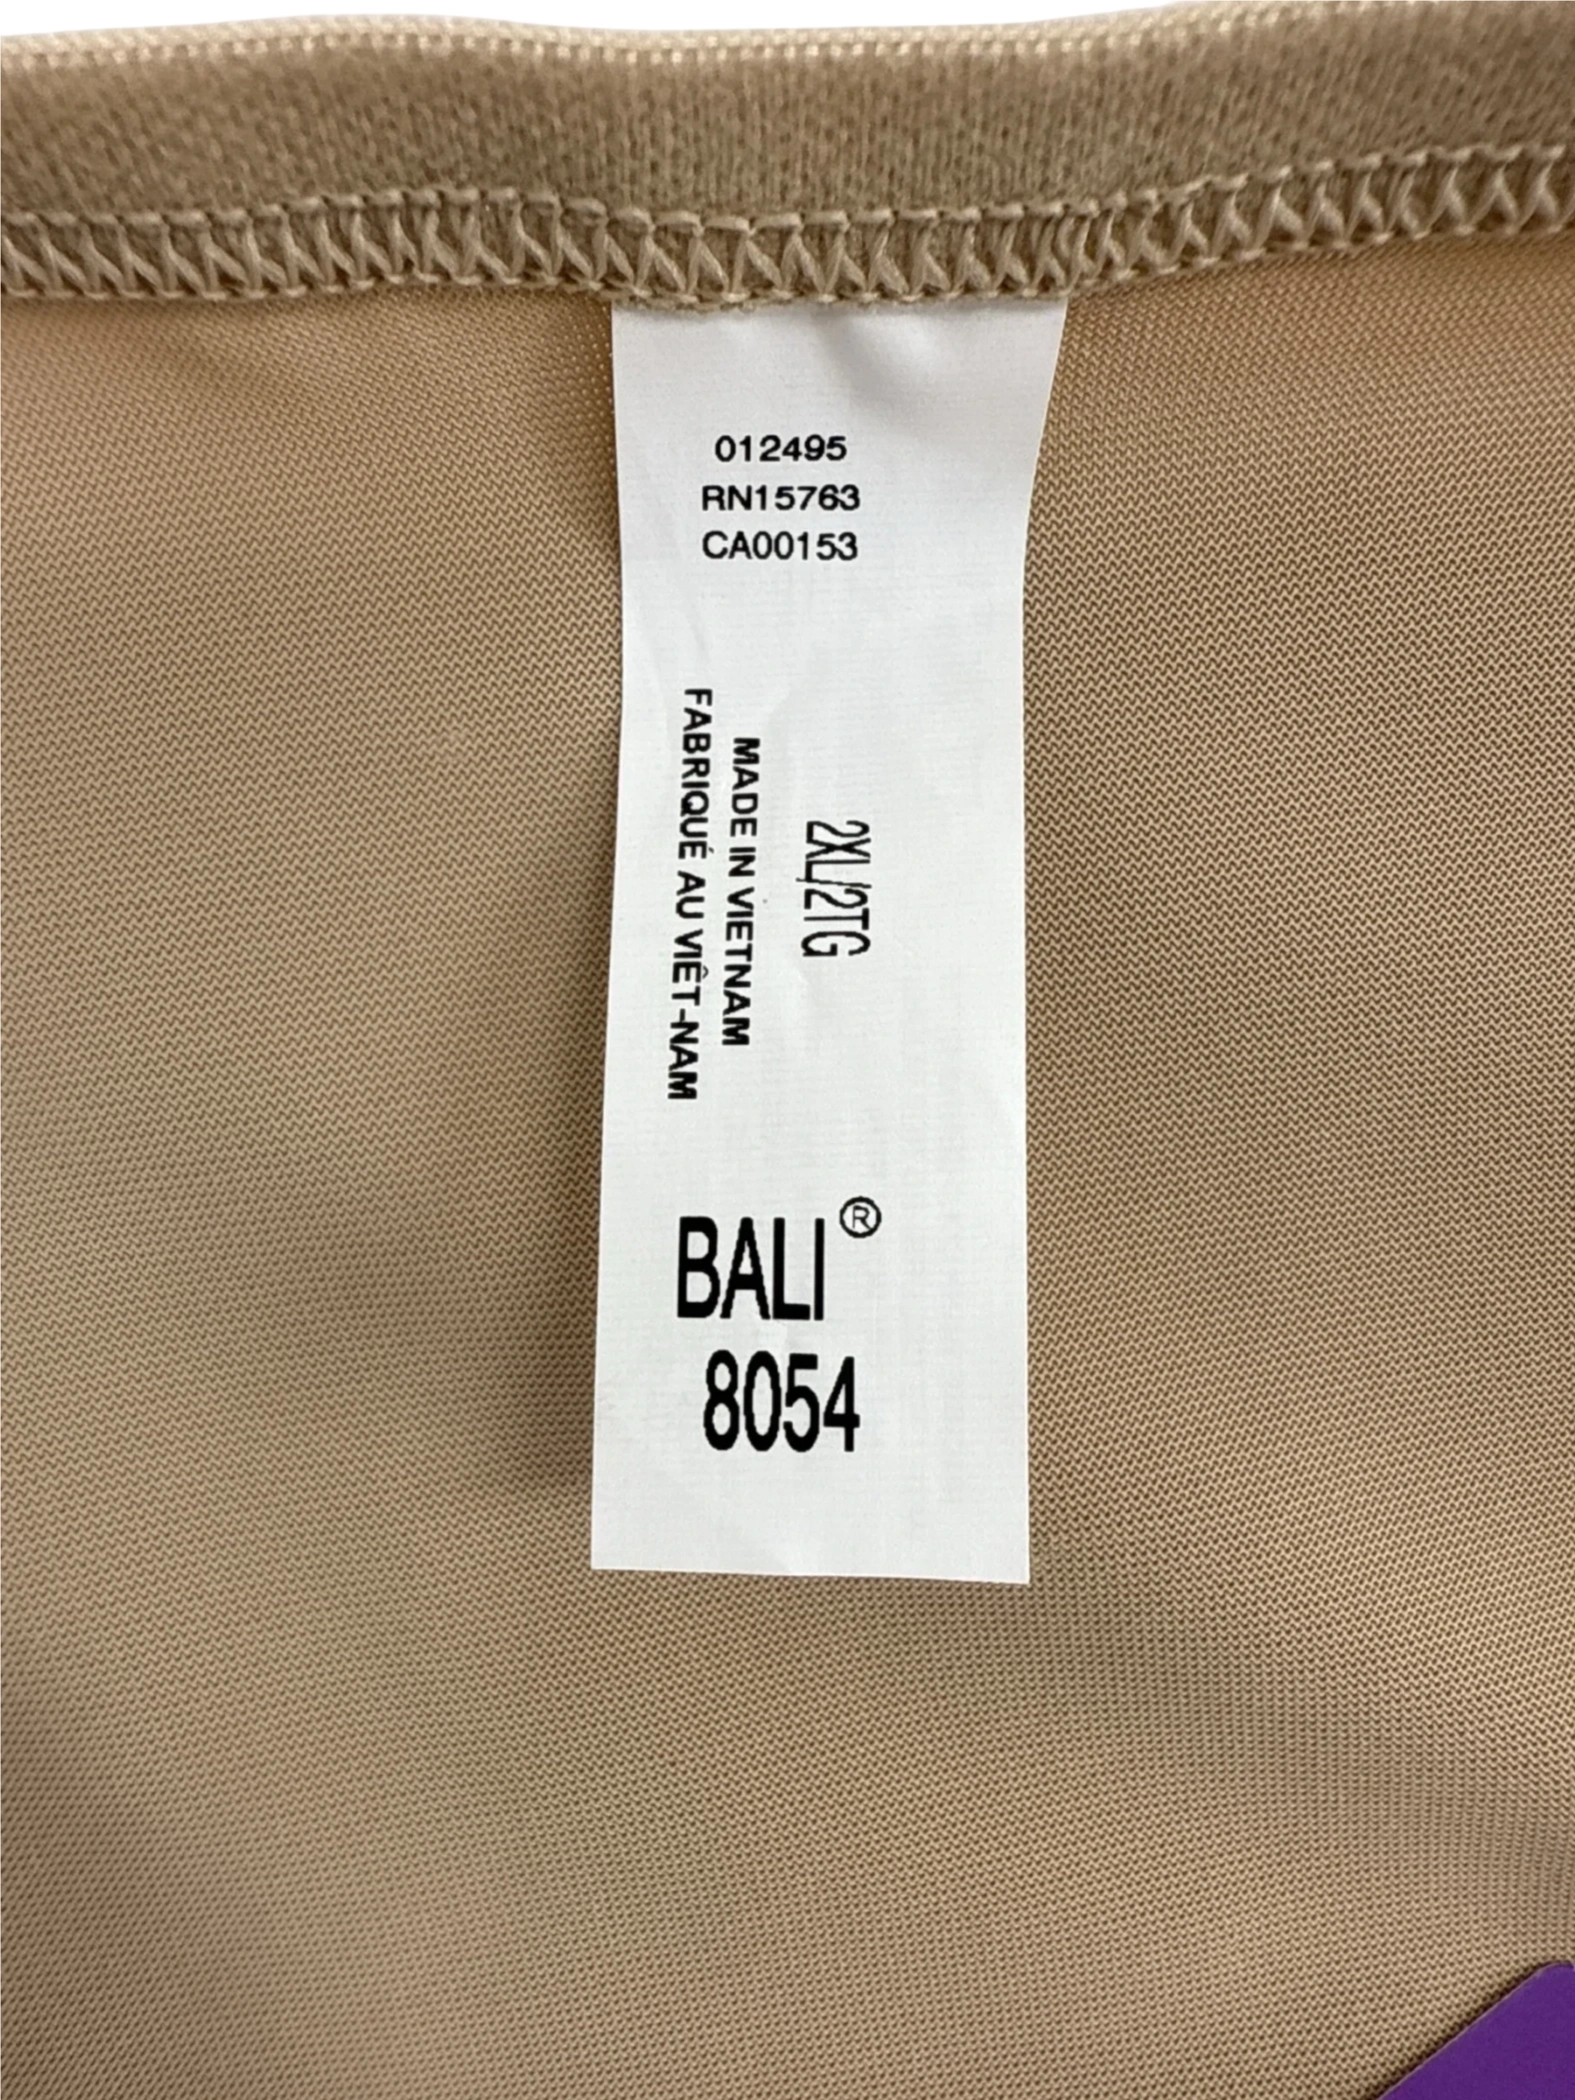 012495
RN15763
CA00153
2XL/2TG
MADE IN VIETNAM
FABRIQUÉ AU VIÊT-NAM
BALI®
8054